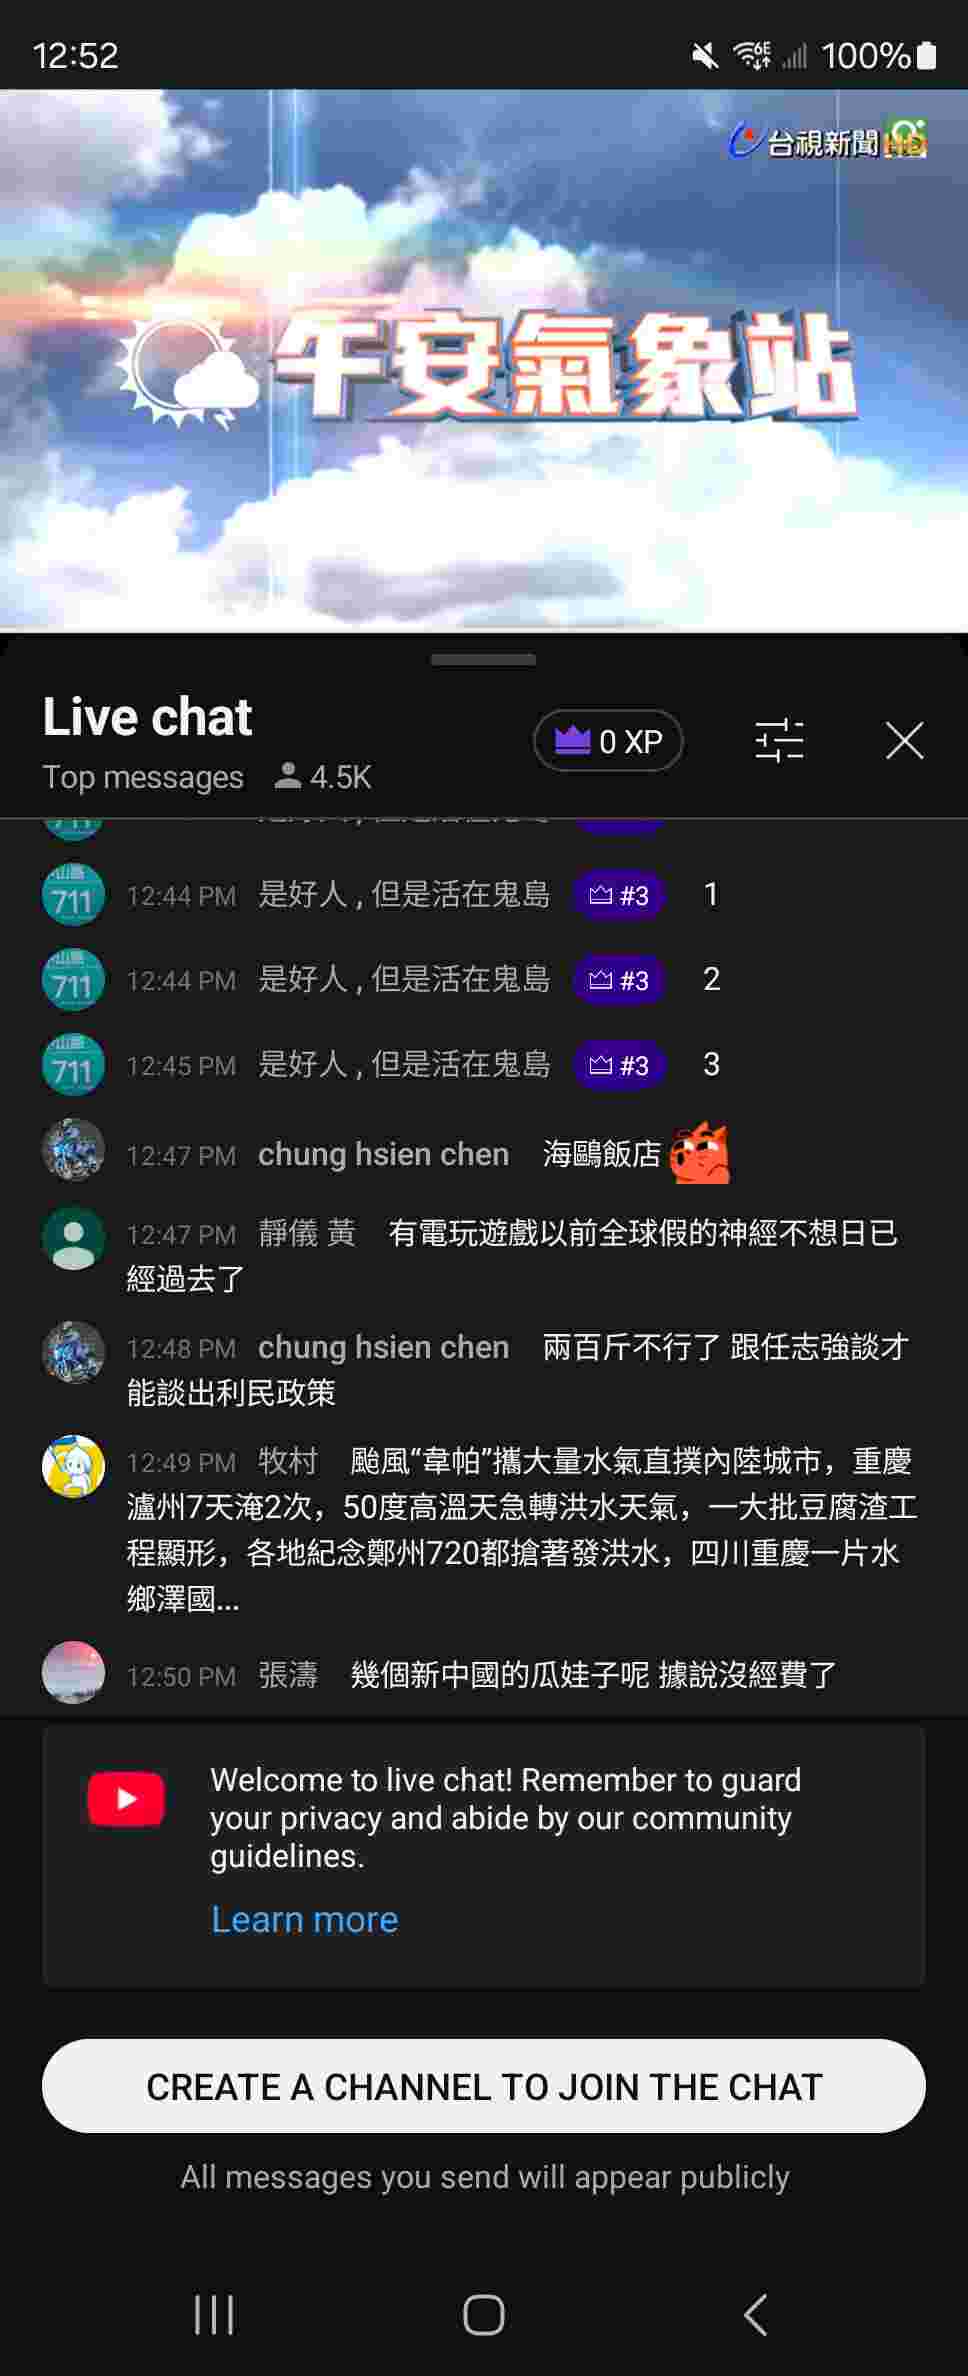 12:52
6E
100%
台視新聞
午安氣象站
Live chat
0 XP
Top messages 4.5K
711 12:44 PM 是好人 , 但是活在鬼島 #3 1
711 12:44 PM 是好人 , 但是活在鬼島 #3 2
711 12:45 PM 是好人 , 但是活在鬼島 #3 3
12:47 PM chung hsien chen 海鷗飯店
12:47 PM 靜儀 黃 有電玩遊戲以前全球假的神經不想日已
經過去了
12:48 PM chung hsien chen 兩百斤不行了 跟任志強談才
能談出利民政策
12:49 PM 牧村 颱風“韋帕”攜大量水氣直撲內陸城市，重慶
瀘州7天淹2次，50度高溫天急轉洪水天氣，一大批豆腐渣工
程顯形，各地紀念鄭州720都搶著發洪水，四川重慶一片水
鄉澤國...
12:50 PM 張濤 幾個新中國的瓜娃子呢 據說沒經費了
Welcome to live chat! Remember to guard
your privacy and abide by our community
guidelines.
Learn more
CREATE A CHANNEL TO JOIN THE CHAT
All messages you send will appear publicly